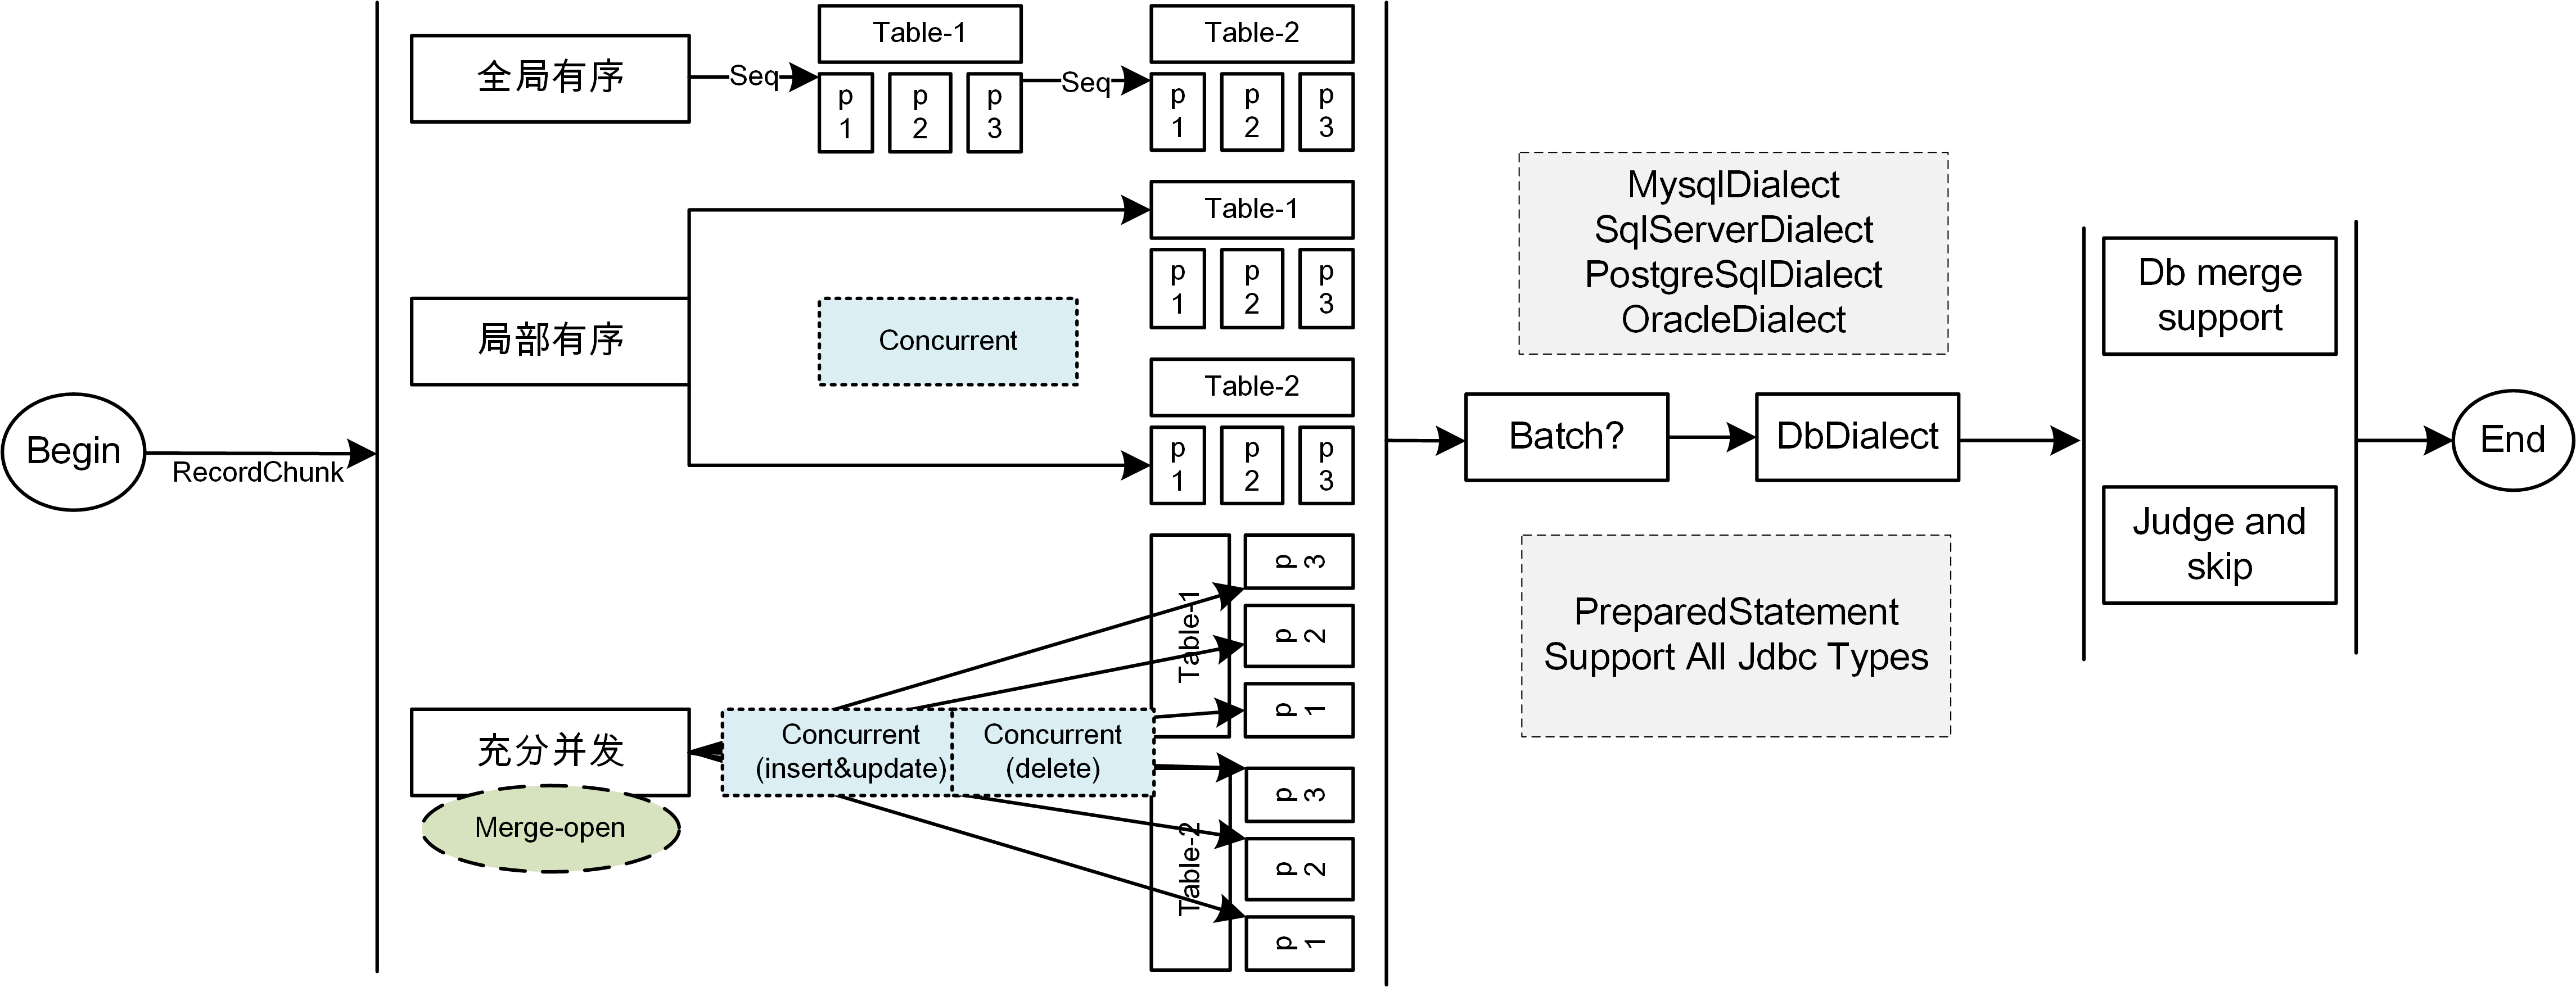 Begin
RecordChunk
全局有序
Seq
Table-1
p
1
p
2
p
3
Seq
Table-2
p
1
p
2
p
3
局部有序
Concurrent
Table-1
p
1
p
2
p
3
Table-2
p
1
p
2
p
3
充分并发
Merge-open
Concurrent
(insert&update)
Concurrent
(delete)
Table-1
p
3
p
2
p
1
Table-2
p
3
p
2
p
1
MysqlDialect
SqlServerDialect
PostgreSqlDialect
OracleDialect
Batch?
DbDialect
PreparedStatement
Support All Jdbc Types
Db merge
support
Judge and
skip
End